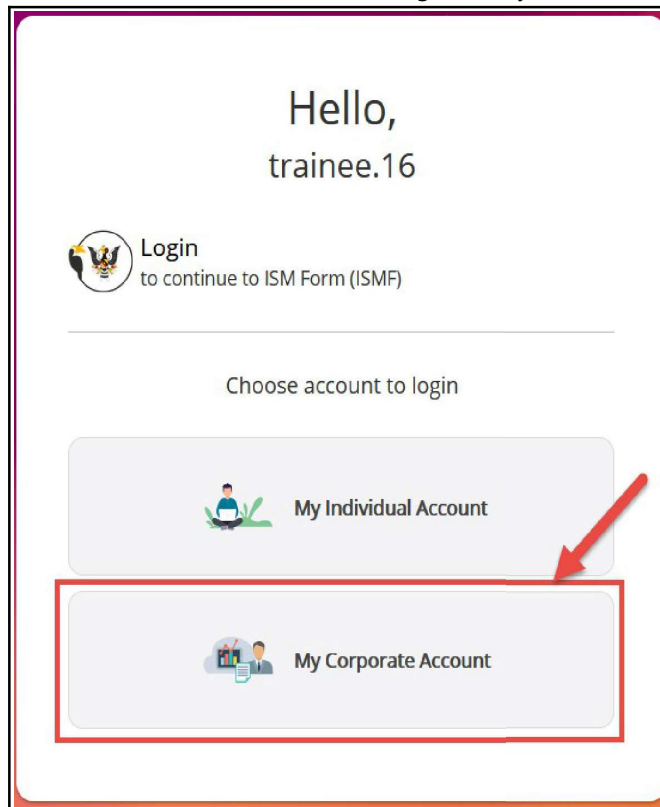 Hello,
trainee.16
Login
to continue to ISM Form (ISMF)
Choose account to login
My Individual Account
My Corporate Account